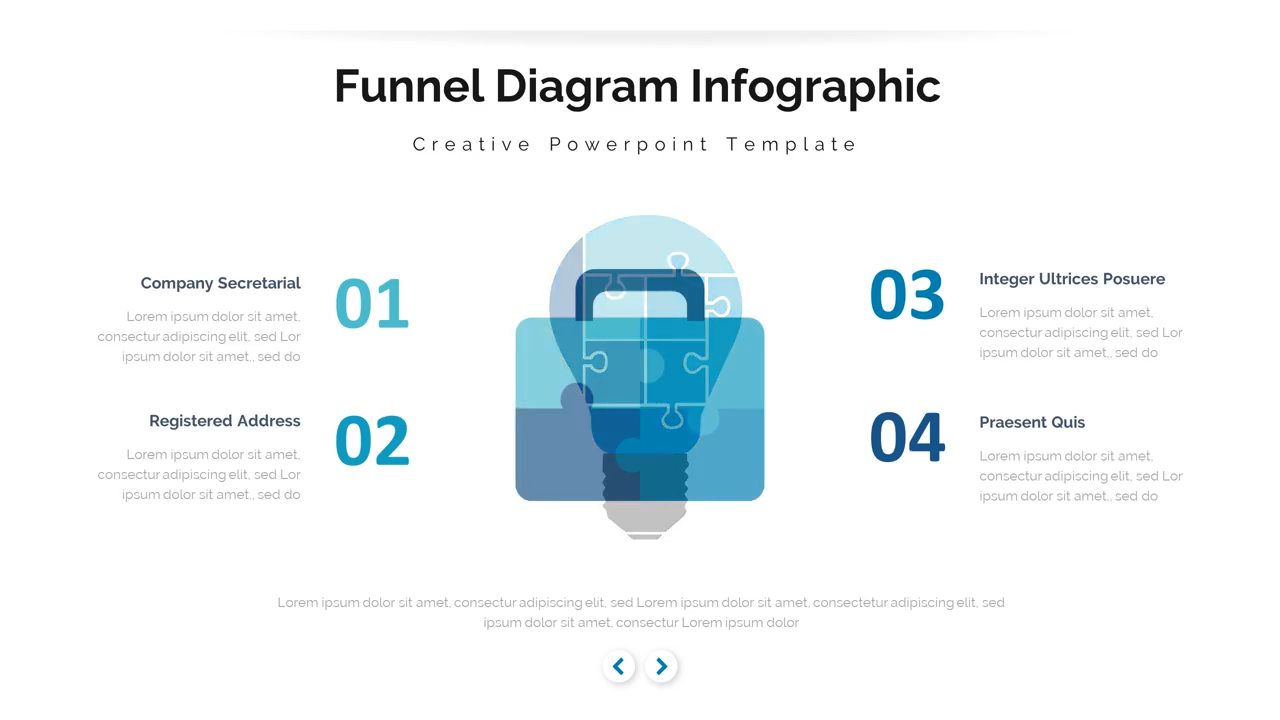 Funnel Diagram Infographic
Creative Powerpoint Template
Company Secretarial
01
Lorem ipsum dolor sit amet,
consectur adipiscing elit, sed Lor
ipsum dolor sit amet,, sed do
Registered Address
02
Lorem ipsum dolor sit amet,
consectur adipiscing elit, sed Lor
ipsum dolor sit amet,, sed do
03
Integer Ultrices Posuere
Lorem ipsum dolor sit amet,
consectur adipiscing elit, sed Lor
ipsum dolor sit amet,, sed do
04
Praesent Quis
Lorem ipsum dolor sit amet,
consectur adipiscing elit, sed Lor
ipsum dolor sit amet,, sed do
Lorem ipsum dolor sit amet, consectur adipiscing elit, sed Lorem ipsum dolor sit amet, consectetur adipiscing elit, sed
ipsum dolor sit amet, consectur Lorem ipsum dolor